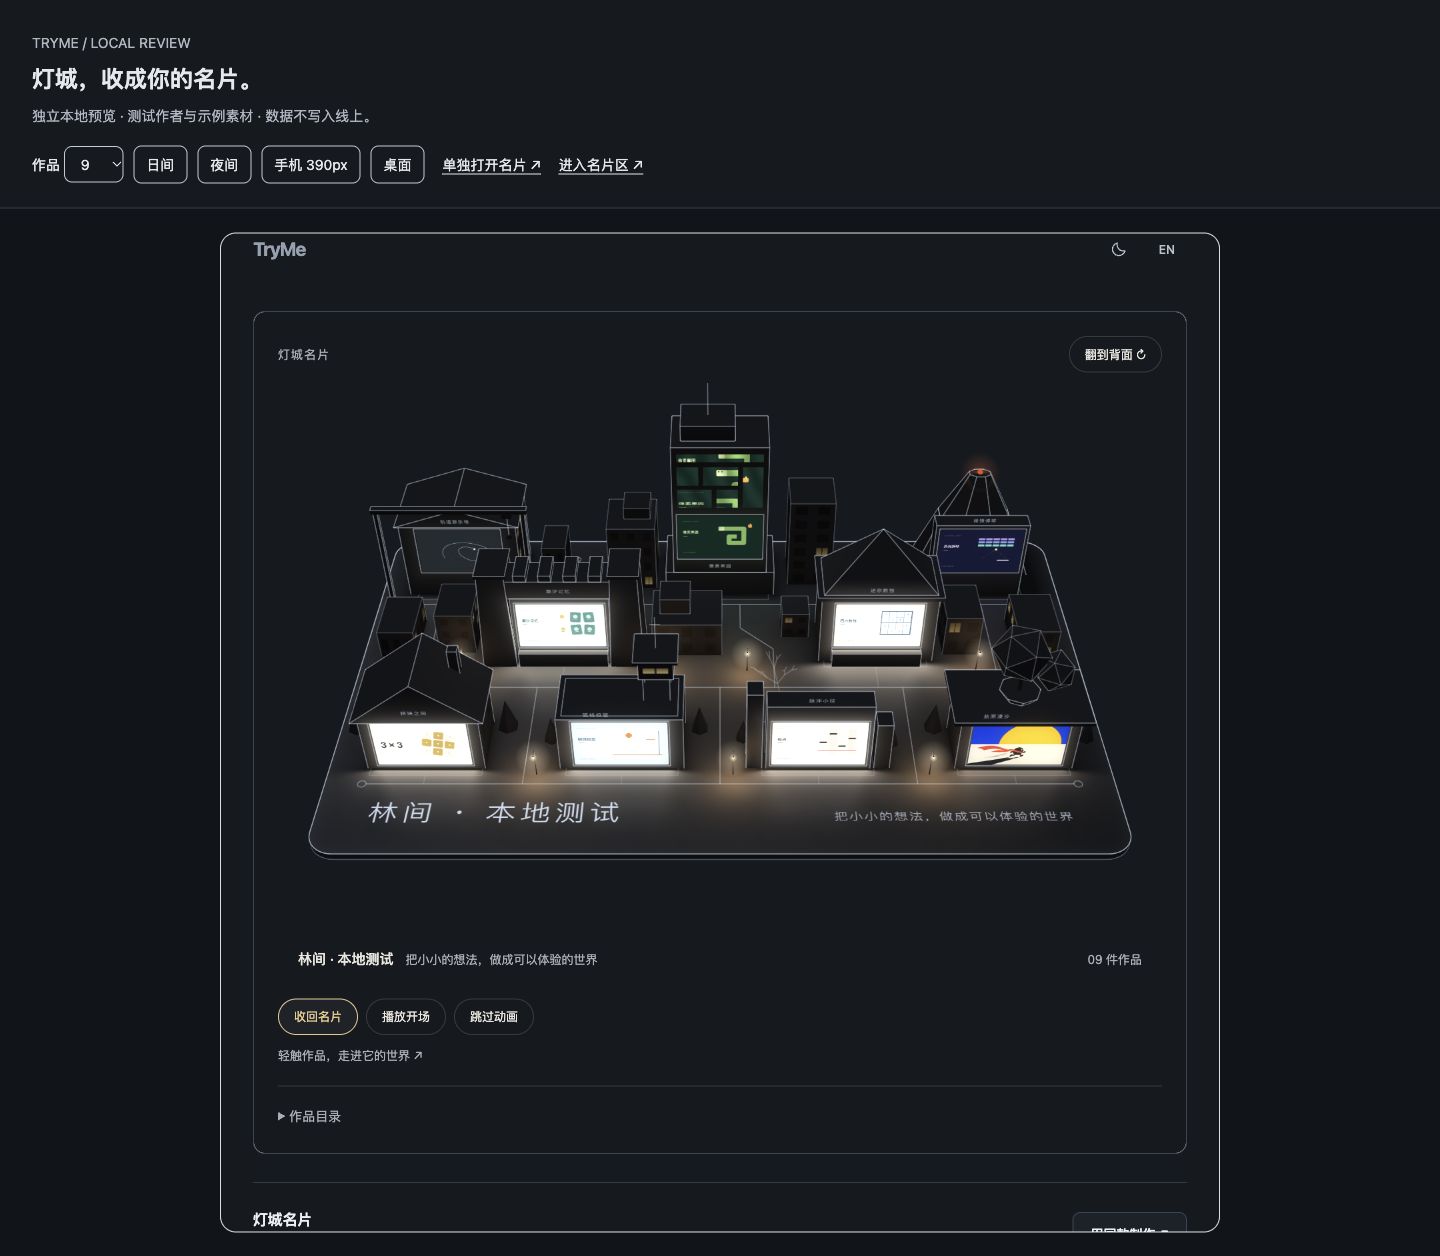 TRYME / LOCAL REVIEW
灯城，收成你的名片。
独立本地预览 · 测试作者与示例素材 · 数据不写入线上。
作品 9 日间 夜间 手机 390px 桌面 单独打开名片 ↗ 进入名片区 ↗
TryMe EN
灯城名片 翻到背面 ↻
3×3
林间 · 本地测试
把小小的想法，做成可以体验的世界
林间 · 本地测试 把小小的想法，做成可以体验的世界 09 件作品
收回名片 播放开场 跳过动画
轻触作品，走进它的世界 ↗
▶ 作品目录
灯城名片